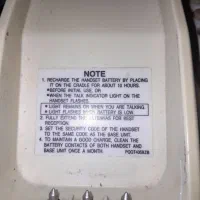 NOTE
1. RECHARGE THE HANDSET BATTERY BY PLACING
IT ON THE CRADLE FOR ABOUT 10 HOURS.
•BEFORE INITIAL USE, OR
•WHEN THE TALK INDICATOR LIGHT ON THE
HANDSET FLASHES.
LIGHT REMAINS ON WHEN YOU ARE TALKING.
LIGHT FLASHES WHEN BATTERY IS LOW.
2. FULLY EXTEND THE ANTENNAS FOR BEST
RECEPTION.
3. SET THE SECURITY CODE OF THE HANDSET
TO THE SAME CODE AS THE BASE UNIT.
4. TO MAINTAIN A GOOD CHARGE, CLEAN THE
BATTERY CONTACTS OF BOTH HANDSET AND
BASE UNIT ONCE A MONTH.